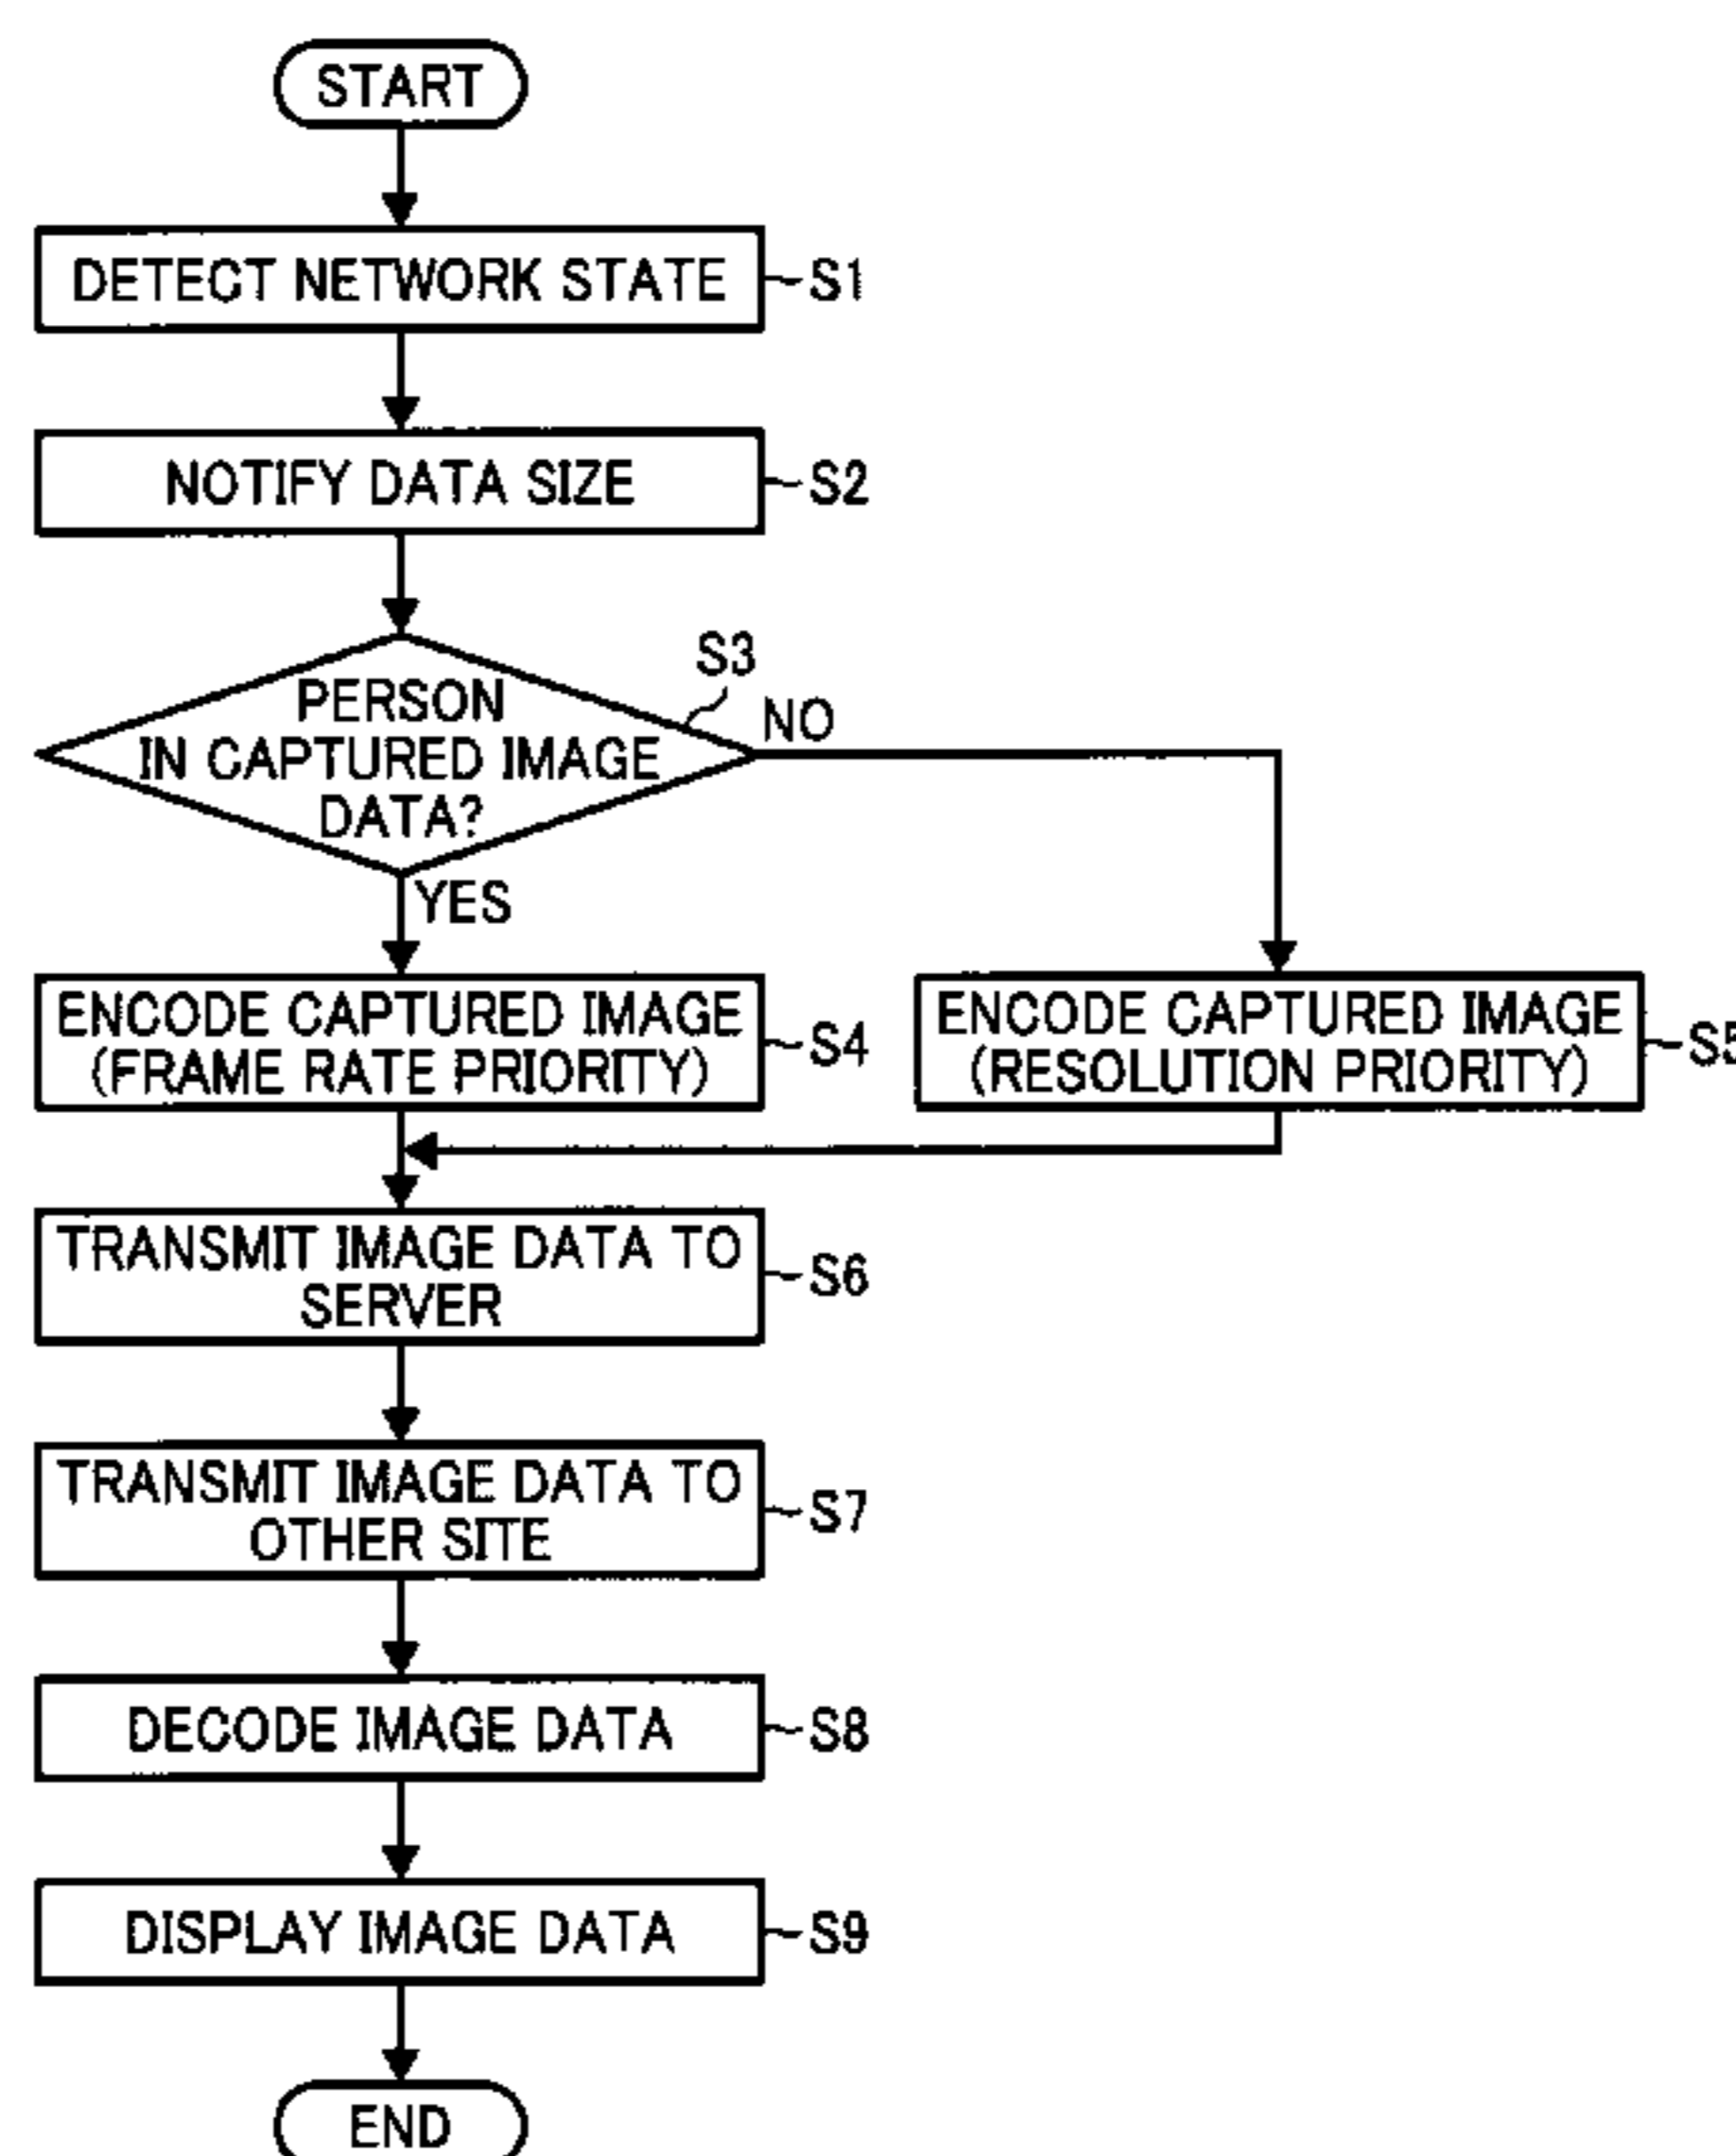 START
DETECT NETWORK STATE
S1
NOTIFY DATA SIZE
S2
S3
PERSON
IN CAPTURED IMAGE
DATA?
NO
YES
ENCODE CAPTURED IMAGE
(FRAME RATE PRIORITY)
S4
ENCODE CAPTURED IMAGE
(RESOLUTION PRIORITY)
S5
TRANSMIT IMAGE DATA TO
SERVER
S6
TRANSMIT IMAGE DATA TO
OTHER SITE
S7
DECODE IMAGE DATA
S8
DISPLAY IMAGE DATA
S9
END